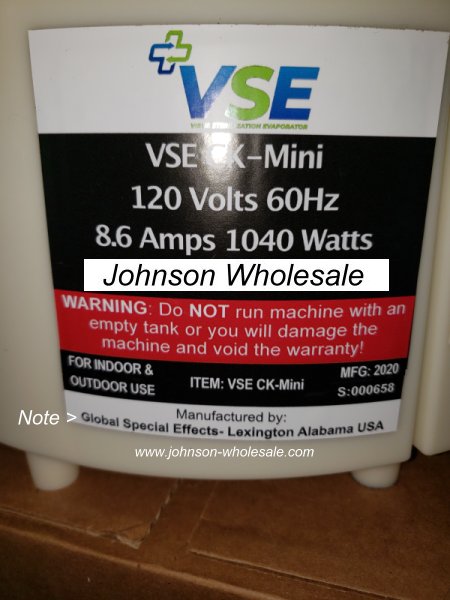 VSE
EVAPORATOR
VSE CK-Mini
120 Volts 60Hz
8.6 Amps 1040 Watts
Johnson Wholesale
WARNING: Do NOT run machine with an
empty tank or you will damage the
machine and void the warranty!
FOR INDOOR &
OUTDOOR USE
ITEM: VSE CK-Mini
MFG: 2020
S:000658
Note >
Manufactured by:
Global Special Effects- Lexington Alabama USA
www.johnson-wholesale.com